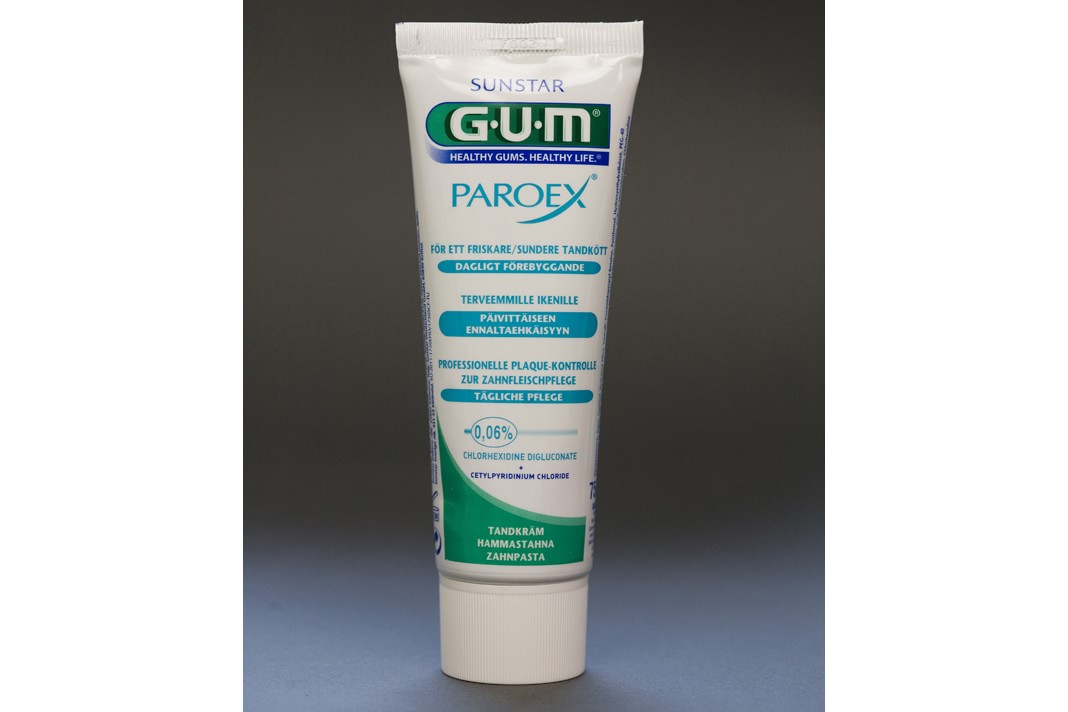 SUNSTAR
G·U·M®
HEALTHY GUMS. HEALTHY LIFE.®
PAROEX®
FÖR ETT FRISKARE/SUNDERE TANDKÖTT
DAGLIGT FÖREBYGGANDE
TERVEEMMILLE IKENILLE
PÄIVITTÄISEEN
ENNALTAEHKÄISYYN
PROFESSIONELLE PLAQUE-KONTROLLE
ZUR ZAHNFLEISCHPFLEGE
TÄGLICHE PFLEGE
0,06%
CHLORHEXIDINE DIGLUCONATE
+
CETYLPYRIDINIUM CHLORIDE
TANDKRÄM
HAMMASTAHNA
ZAHNPASTA